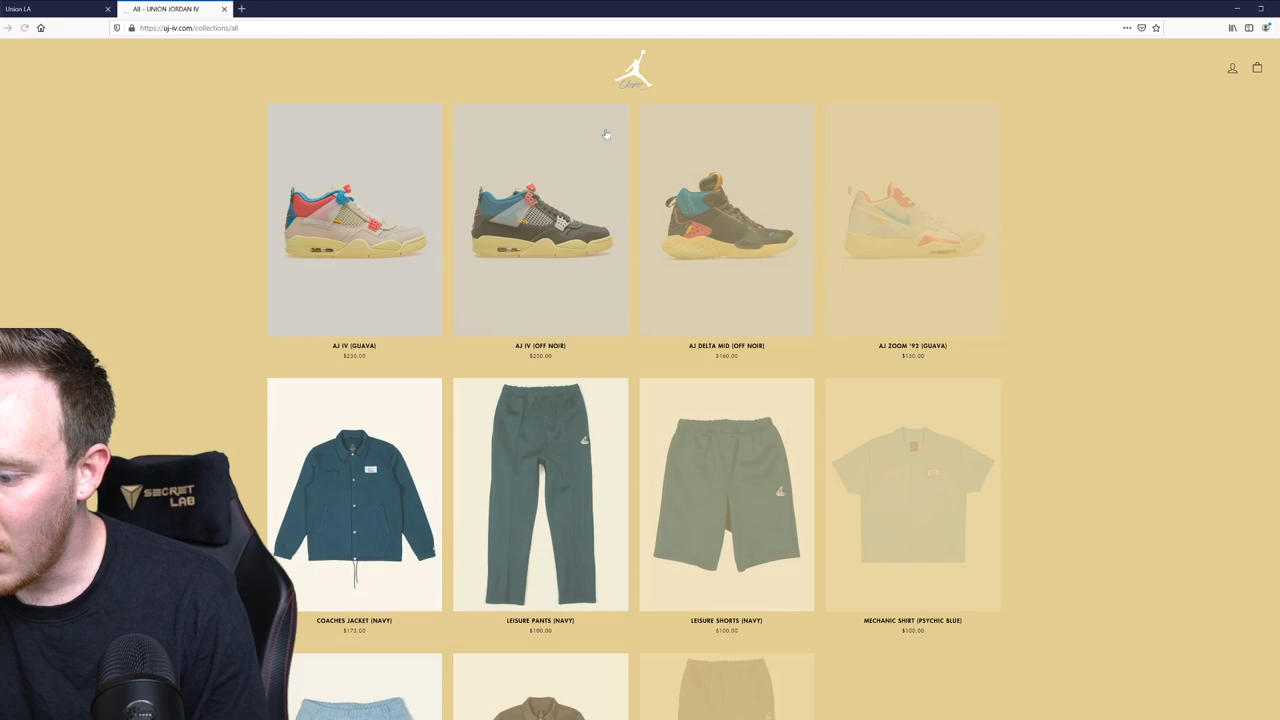 Union LA
All – UNION JORDAN IV
https://uj-iv.com/collections/all
AJ IV (GUAVA)
$250.00
AJ IV (OFF NOIR)
$250.00
AJ DELTA MID (OFF NOIR)
$160.00
AJ ZOOM '92 (GUAVA)
$150.00
COACHES JACKET (NAVY)
$175.00
LEISURE PANTS (NAVY)
$100.00
LEISURE SHORTS (NAVY)
$100.00
MECHANIC SHIRT (PSYCHIC BLUE)
$100.00
SECRET
LAB